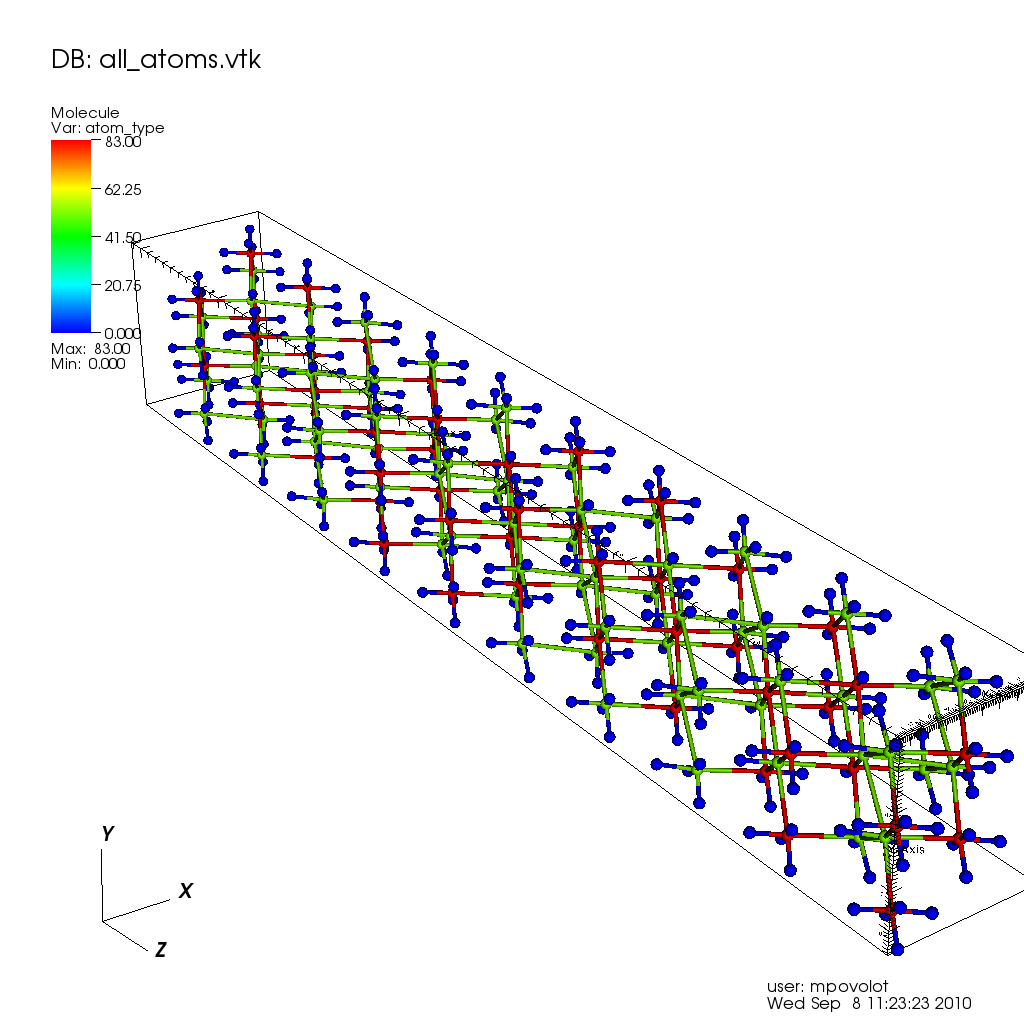 DB: all_atoms.vtk
Molecule
Var: atom_type
83.00
62.25
41.50
20.75
0.000
Max: 83.00
Min: 0.000
Axis
Y
X
Z
user: mpovolot
Wed Sep 8 11:23:23 2010